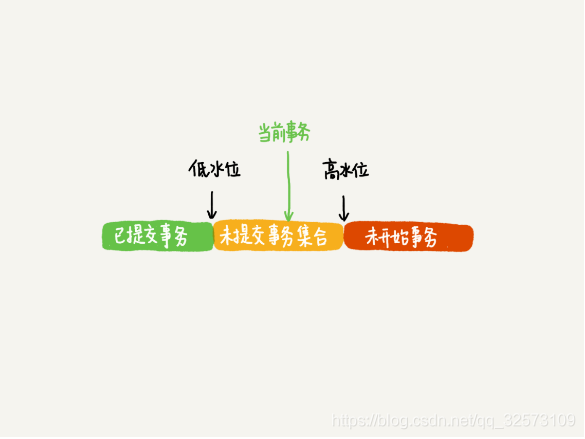 当前事务
低水位
高水位
已提交事务
未提交事务集合
未开始事务
https://blog.csdn.net/qq_32573109